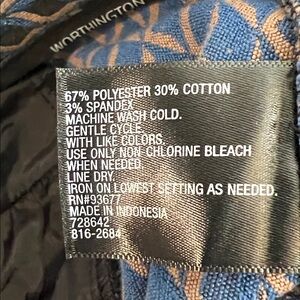 WORTHINGTON
67% POLYESTER 30% COTTON
3% SPANDEX
MACHINE WASH COLD.
GENTLE CYCLE
WITH LIKE COLORS.
USE ONLY NON-CHLORINE BLEACH
WHEN NEEDED
LINE DRY.
IRON ON LOWEST SETTING AS NEEDED.
RN#93677
MADE IN INDONESIA
728642
816-2684